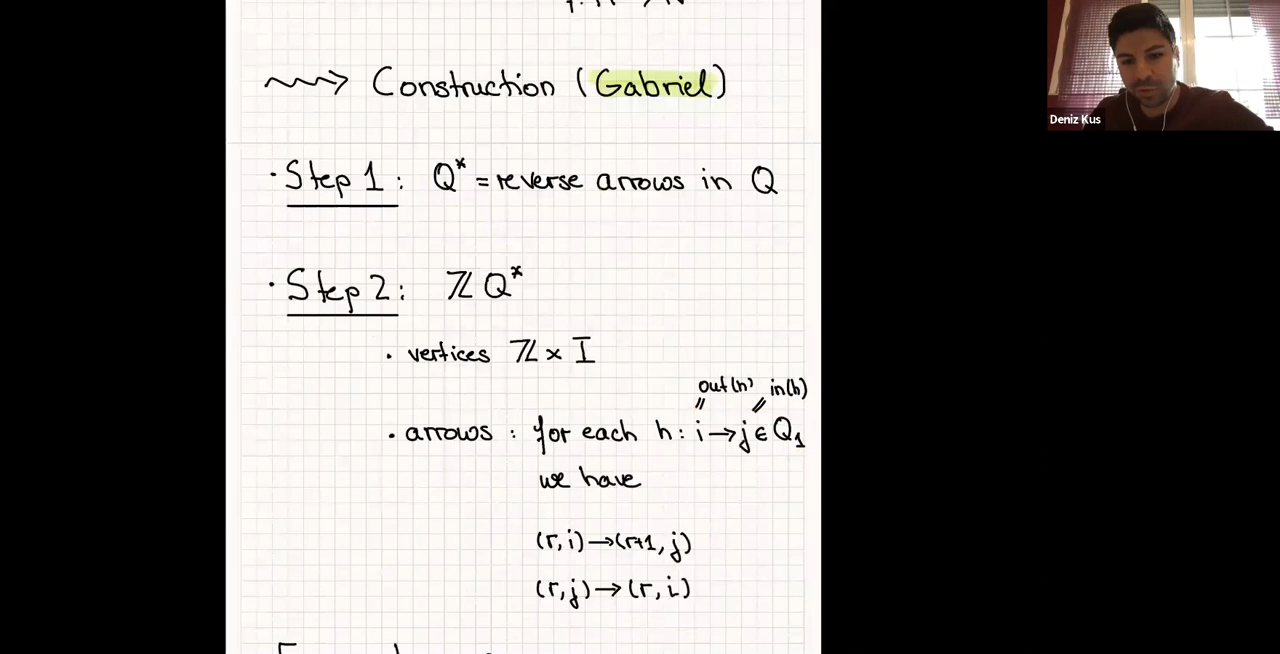 ⇝ Construction (Gabriel)
· Step 1: Q* = reverse arrows in Q
· Step 2: ℤQ*
· vertices ℤ × I
out(h) in(h)
· arrows : for each h: i → j ∈ Q₁
we have
(r, i) → (r+1, j)
(r, j) → (r, i)
Deniz Kus